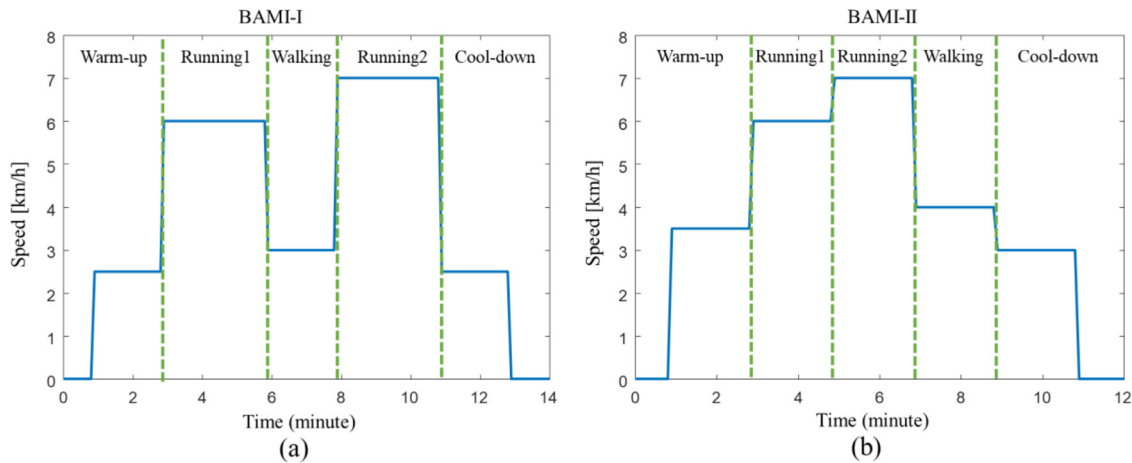 BAMI-I
8
7
6
5
4
3
2
1
0
Speed [km/h]
Warm-up Running1 Walking Running2 Cool-down
0 2 4 6 8 10 12 14
Time (minute)
(a)
BAMI-II
8
7
6
5
4
3
2
1
0
Speed [km/h]
Warm-up Running1 Running2 Walking Cool-down
0 2 4 6 8 10 12
Time (minute)
(b)